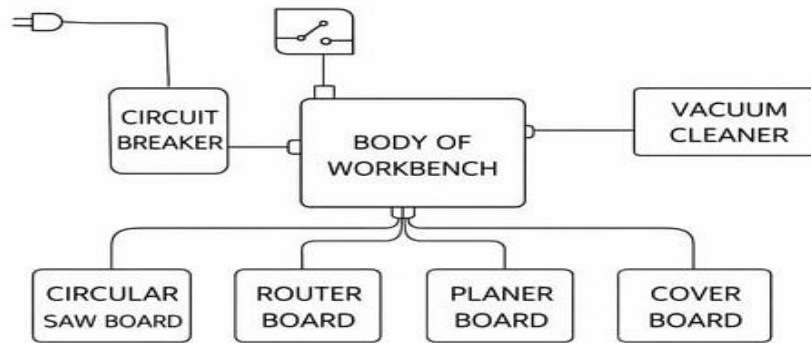 CIRCUIT
BREAKER
BODY OF
WORKBENCH
VACUUM
CLEANER
CIRCULAR
SAW BOARD
ROUTER
BOARD
PLANER
BOARD
COVER
BOARD